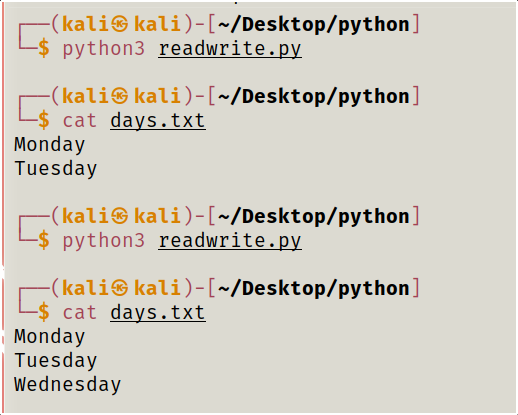 ┌──(kali㉿kali)-[~/Desktop/python]
└─$ python3 readwrite.py
┌──(kali㉿kali)-[~/Desktop/python]
└─$ cat days.txt
Monday
Tuesday
┌──(kali㉿kali)-[~/Desktop/python]
└─$ python3 readwrite.py
┌──(kali㉿kali)-[~/Desktop/python]
└─$ cat days.txt
Monday
Tuesday
Wednesday